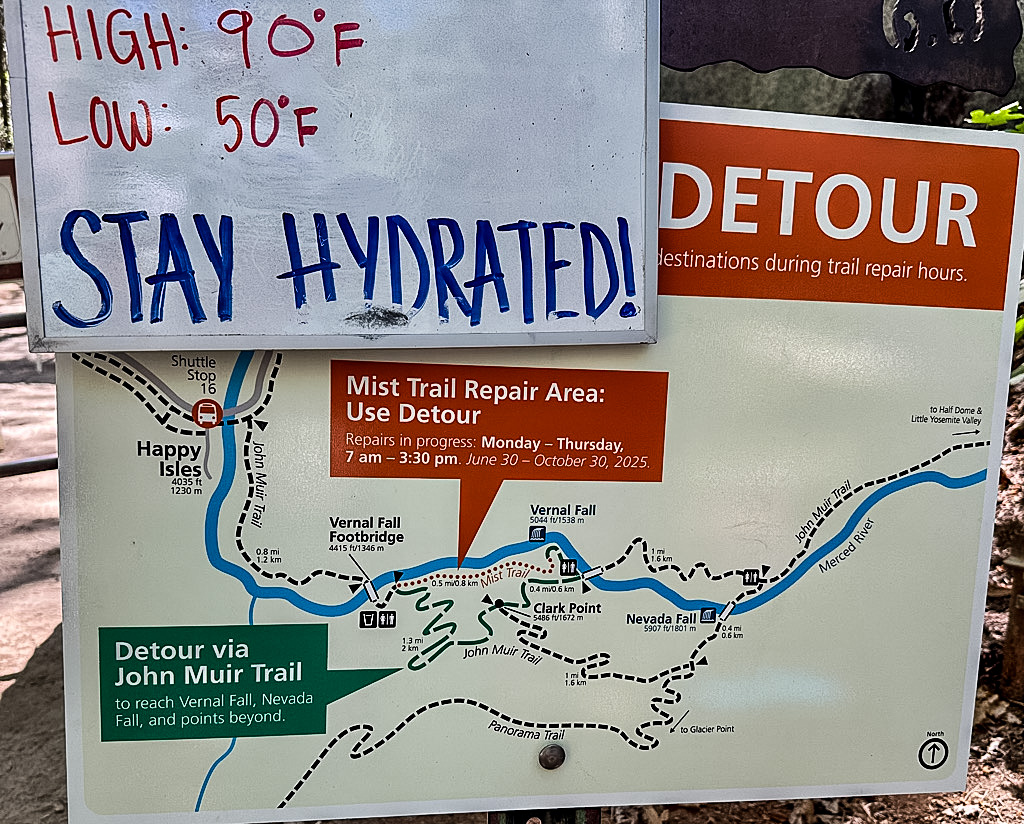 HIGH: 90°F
LOW: 50°F
STAY HYDRATED!
DETOUR
destinations during trail repair hours.
Shuttle
Stop
16
Happy
Isles
4035 ft
1230 m
John Muir Trail
0.8 mi
1.2 km
Mist Trail Repair Area:
Use Detour
Repairs in progress: Monday – Thursday,
7 am – 3:30 pm. June 30 – October 30, 2025.
Vernal Fall
Footbridge
4415 ft/1346 m
Vernal Fall
5044 ft/1538 m
0.5 mi/0.8 km
Mist Trail
0.4 mi/0.6 km
1 mi
1.6 km
to Half Dome &
Little Yosemite Valley
John Muir Trail
Merced River
Clark Point
5486 ft/1672 m
Nevada Fall
5907 ft/1801 m
0.4 mi
0.6 km
1.3 mi
2 km
John Muir Trail
1 mi
1.6 km
Detour via
John Muir Trail
to reach Vernal Fall, Nevada
Fall, and points beyond.
Panorama Trail
to Glacier Point
North